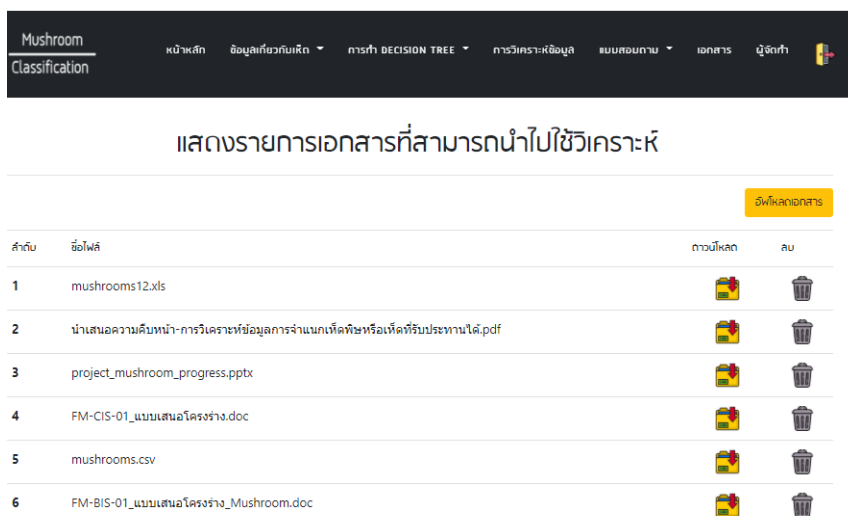 Mushroom
Classification
หน้าหลัก ข้อมูลเกี่ยวกับเห็ด การทำ DECISION TREE การวิเคราะห์ข้อมูล แบบสอบถาม เอกสาร ผู้จัดทำ
แสดงรายการเอกสารที่สามารถนำไปใช้วิเคราะห์
อัพโหลดเอกสาร
ลำดับ ชื่อไฟล์ ดาวน์โหลด ลบ
1 mushrooms12.xls
2 นำเสนอความคืบหน้า-การวิเคราะห์ข้อมูลการจำแนกเห็ดพิษหรือเห็ดที่รับประทานได้.pdf
3 project_mushroom_progress.pptx
4 FM-CIS-01_แบบเสนอโครงร่าง.doc
5 mushrooms.csv
6 FM-BIS-01_แบบเสนอโครงร่าง_Mushroom.doc